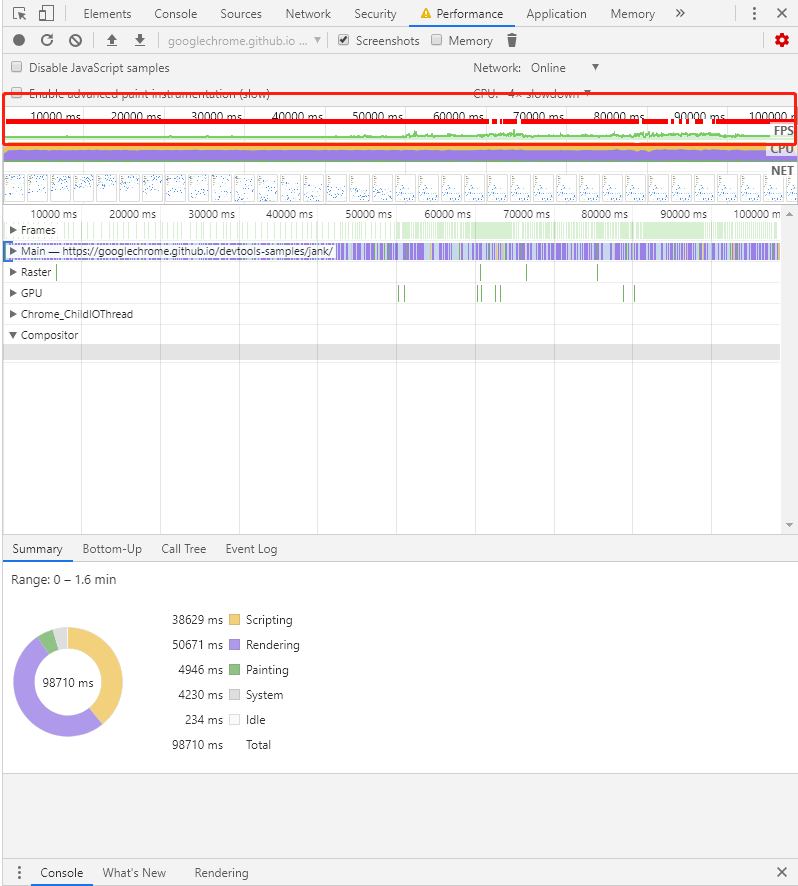 Elements Console Sources Network Security Performance Application Memory »
googlechrome.github.io ... Screenshots Memory
Disable JavaScript samples Network: Online
Enable advanced paint instrumentation (slow) CPU: 4× slowdown
10000 ms 20000 ms 30000 ms 40000 ms 50000 ms 60000 ms 70000 ms 80000 ms 90000 ms 100000 ms
FPS
CPU
NET
10000 ms 20000 ms 30000 ms 40000 ms 50000 ms 60000 ms 70000 ms 80000 ms 90000 ms 100000 m
Frames
Main — https://googlechrome.github.io/devtools-samples/jank/
Raster
GPU
Chrome_ChildIOThread
Compositor
Summary Bottom-Up Call Tree Event Log
Range: 0 – 1.6 min
38629 ms Scripting
50671 ms Rendering
4946 ms Painting
98710 ms
4230 ms System
234 ms Idle
98710 ms Total
Console What's New Rendering